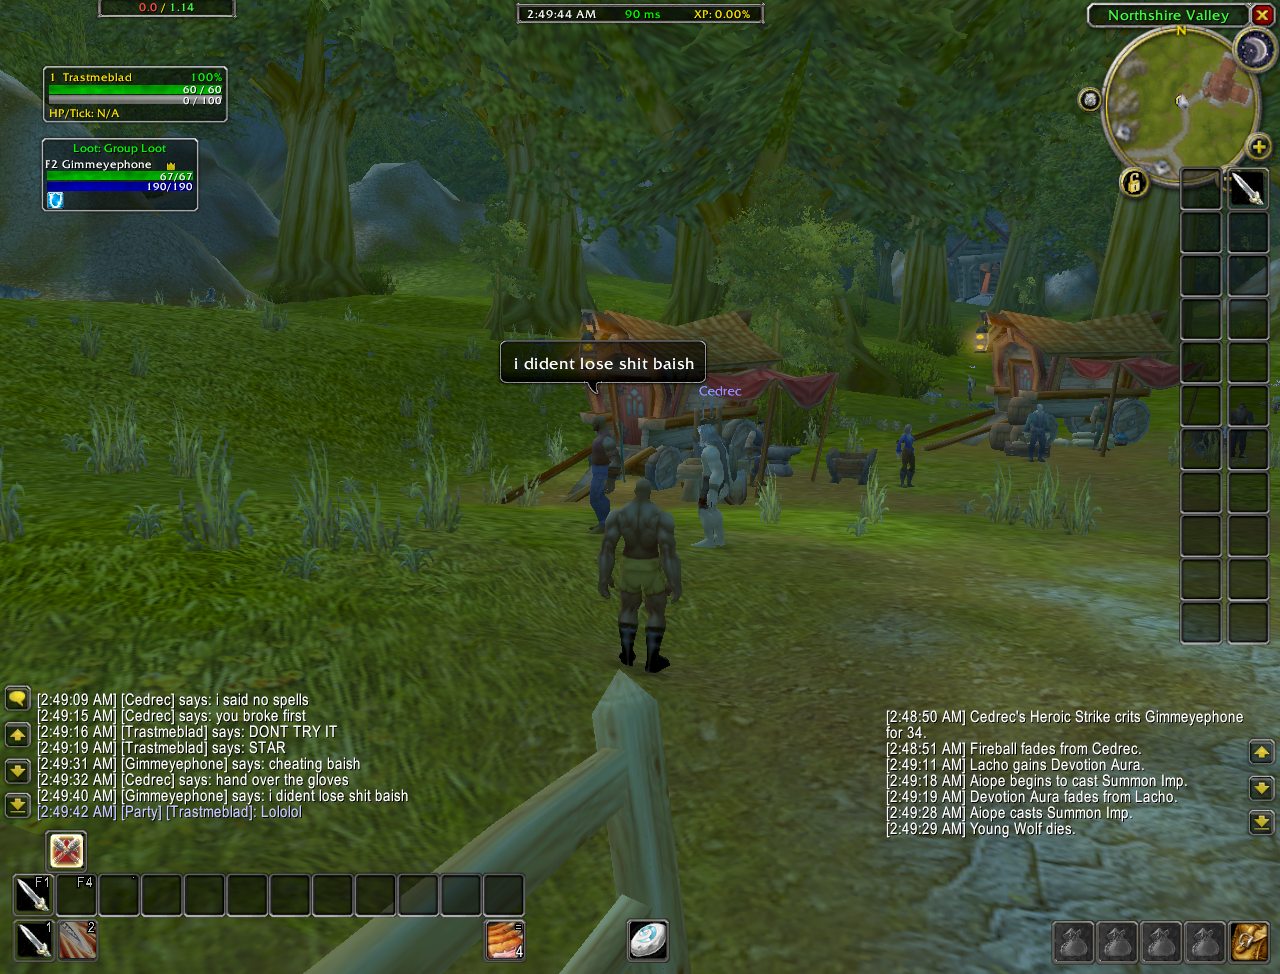 0.0 / 1.14
2:49:44 AM 90 ms XP: 0.00%
Northshire Valley
N
1 Trastmeblad 100%
60 / 60
0 / 100
HP/Tick: N/A
Loot: Group Loot
F2 Gimmeyephone
67/67
190/190
i dident lose shit baish
Cedrec
[2:49:09 AM] [Cedrec] says: i said no spells
[2:49:15 AM] [Cedrec] says: you broke first
[2:49:16 AM] [Trastmeblad] says: DONT TRY IT
[2:49:19 AM] [Trastmeblad] says: STAR
[2:49:31 AM] [Gimmeyephone] says: cheating baish
[2:49:32 AM] [Cedrec] says: hand over the gloves
[2:49:40 AM] [Gimmeyephone] says: i dident lose shit baish
[2:49:42 AM] [Party] [Trastmeblad]: Lololol
[2:48:50 AM] Cedrec's Heroic Strike crits Gimmeyephone
for 34.
[2:48:51 AM] Fireball fades from Cedrec.
[2:49:11 AM] Lacho gains Devotion Aura.
[2:49:18 AM] Aiope begins to cast Summon Imp.
[2:49:19 AM] Devotion Aura fades from Lacho.
[2:49:28 AM] Aiope casts Summon Imp.
[2:49:29 AM] Young Wolf dies.
F1 F4
1 2 = 4